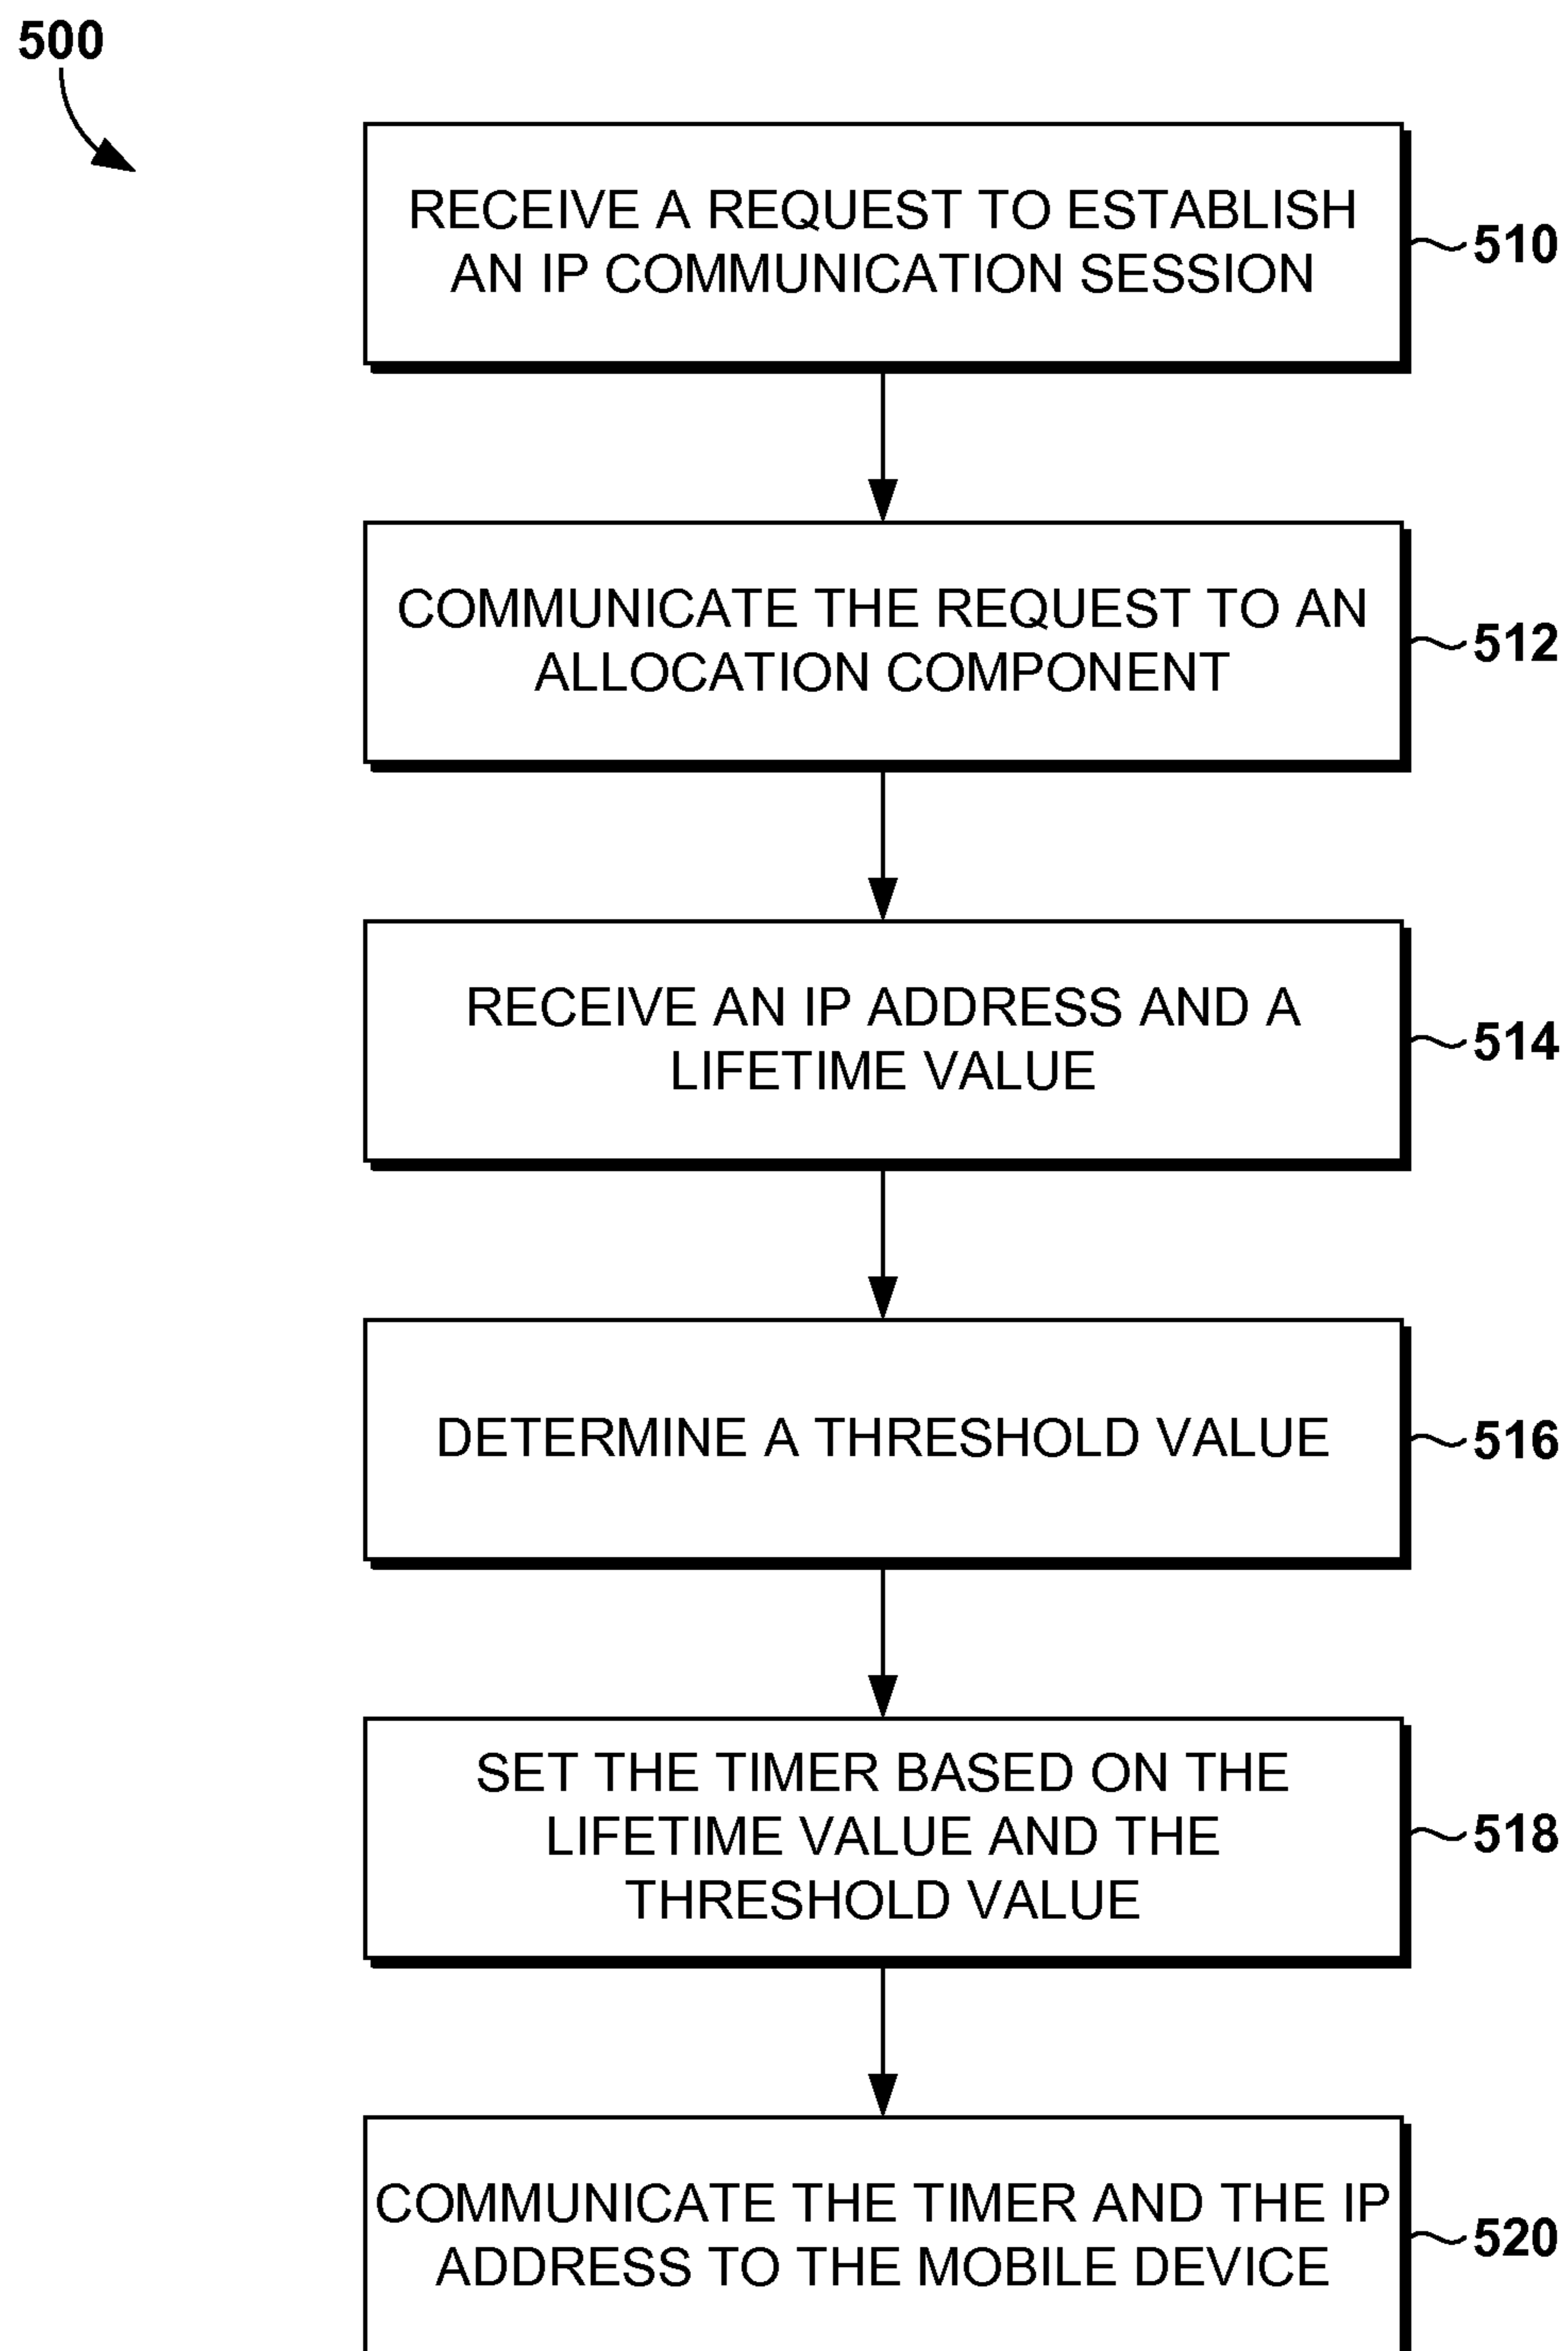 500
RECEIVE A REQUEST TO ESTABLISH
AN IP COMMUNICATION SESSION
510
COMMUNICATE THE REQUEST TO AN
ALLOCATION COMPONENT
512
RECEIVE AN IP ADDRESS AND A
LIFETIME VALUE
514
DETERMINE A THRESHOLD VALUE
516
SET THE TIMER BASED ON THE
LIFETIME VALUE AND THE
THRESHOLD VALUE
518
COMMUNICATE THE TIMER AND THE IP
ADDRESS TO THE MOBILE DEVICE
520